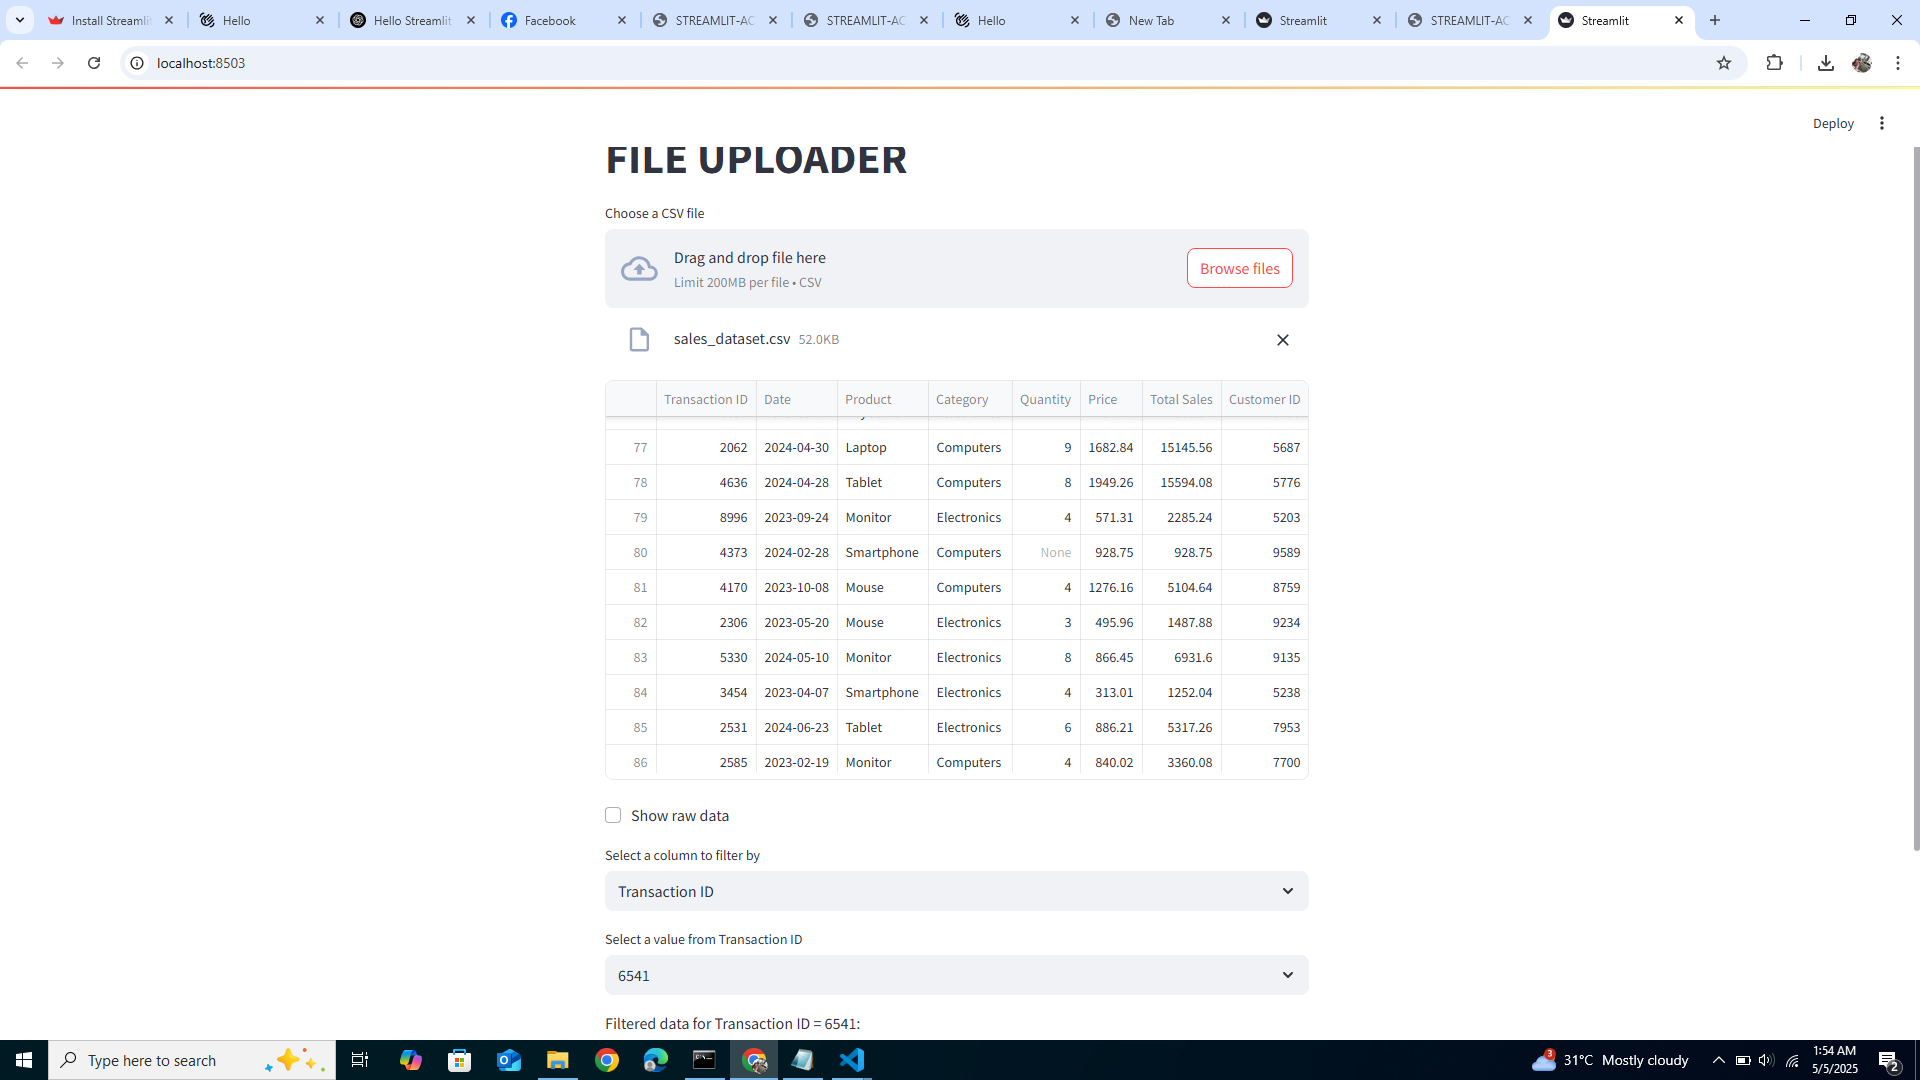 Install Streamlit
Hello
Hello Streamlit
Facebook
STREAMLIT-AC
STREAMLIT-AC
Hello
New Tab
Streamlit
STREAMLIT-AC
Streamlit
localhost:8503
Deploy
FILE UPLOADER
Choose a CSV file
Drag and drop file here
Limit 200MB per file • CSV
Browse files
sales_dataset.csv 52.0KB
Transaction ID Date Product Category Quantity Price Total Sales Customer ID
77 2062 2024-04-30 Laptop Computers 9 1682.84 15145.56 5687
78 4636 2024-04-28 Tablet Computers 8 1949.26 15594.08 5776
79 8996 2023-09-24 Monitor Electronics 4 571.31 2285.24 5203
80 4373 2024-02-28 Smartphone Computers None 928.75 928.75 9589
81 4170 2023-10-08 Mouse Computers 4 1276.16 5104.64 8759
82 2306 2023-05-20 Mouse Electronics 3 495.96 1487.88 9234
83 5330 2024-05-10 Monitor Electronics 8 866.45 6931.6 9135
84 3454 2023-04-07 Smartphone Electronics 4 313.01 1252.04 5238
85 2531 2024-06-23 Tablet Electronics 6 886.21 5317.26 7953
86 2585 2023-02-19 Monitor Computers 4 840.02 3360.08 7700
Show raw data
Select a column to filter by
Transaction ID
Select a value from Transaction ID
6541
Filtered data for Transaction ID = 6541:
Type here to search
3
31°C Mostly cloudy
1:54 AM
5/5/2025
2